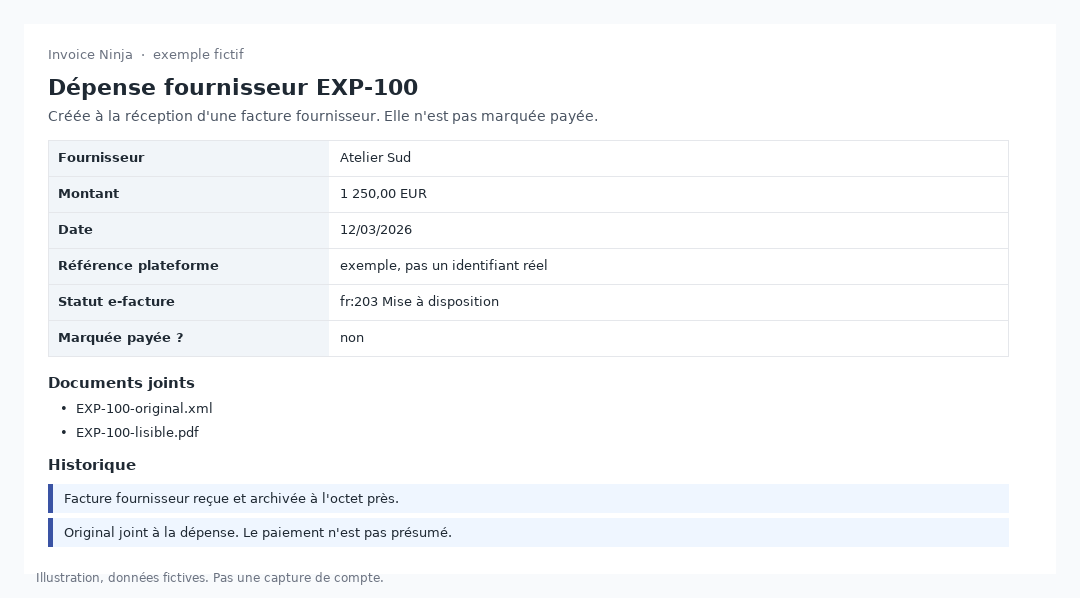 Invoice Ninja · exemple fictif
Dépense fournisseur EXP-100
Créée à la réception d'une facture fournisseur. Elle n'est pas marquée payée.
Fournisseur Atelier Sud
Montant 1 250,00 EUR
Date 12/03/2026
Référence plateforme exemple, pas un identifiant réel
Statut e-facture fr:203 Mise à disposition
Marquée payée ? non
Documents joints
• EXP-100-original.xml
• EXP-100-lisible.pdf
Historique
Facture fournisseur reçue et archivée à l'octet près.
Original joint à la dépense. Le paiement n'est pas présumé.
Illustration, données fictives. Pas une capture de compte.